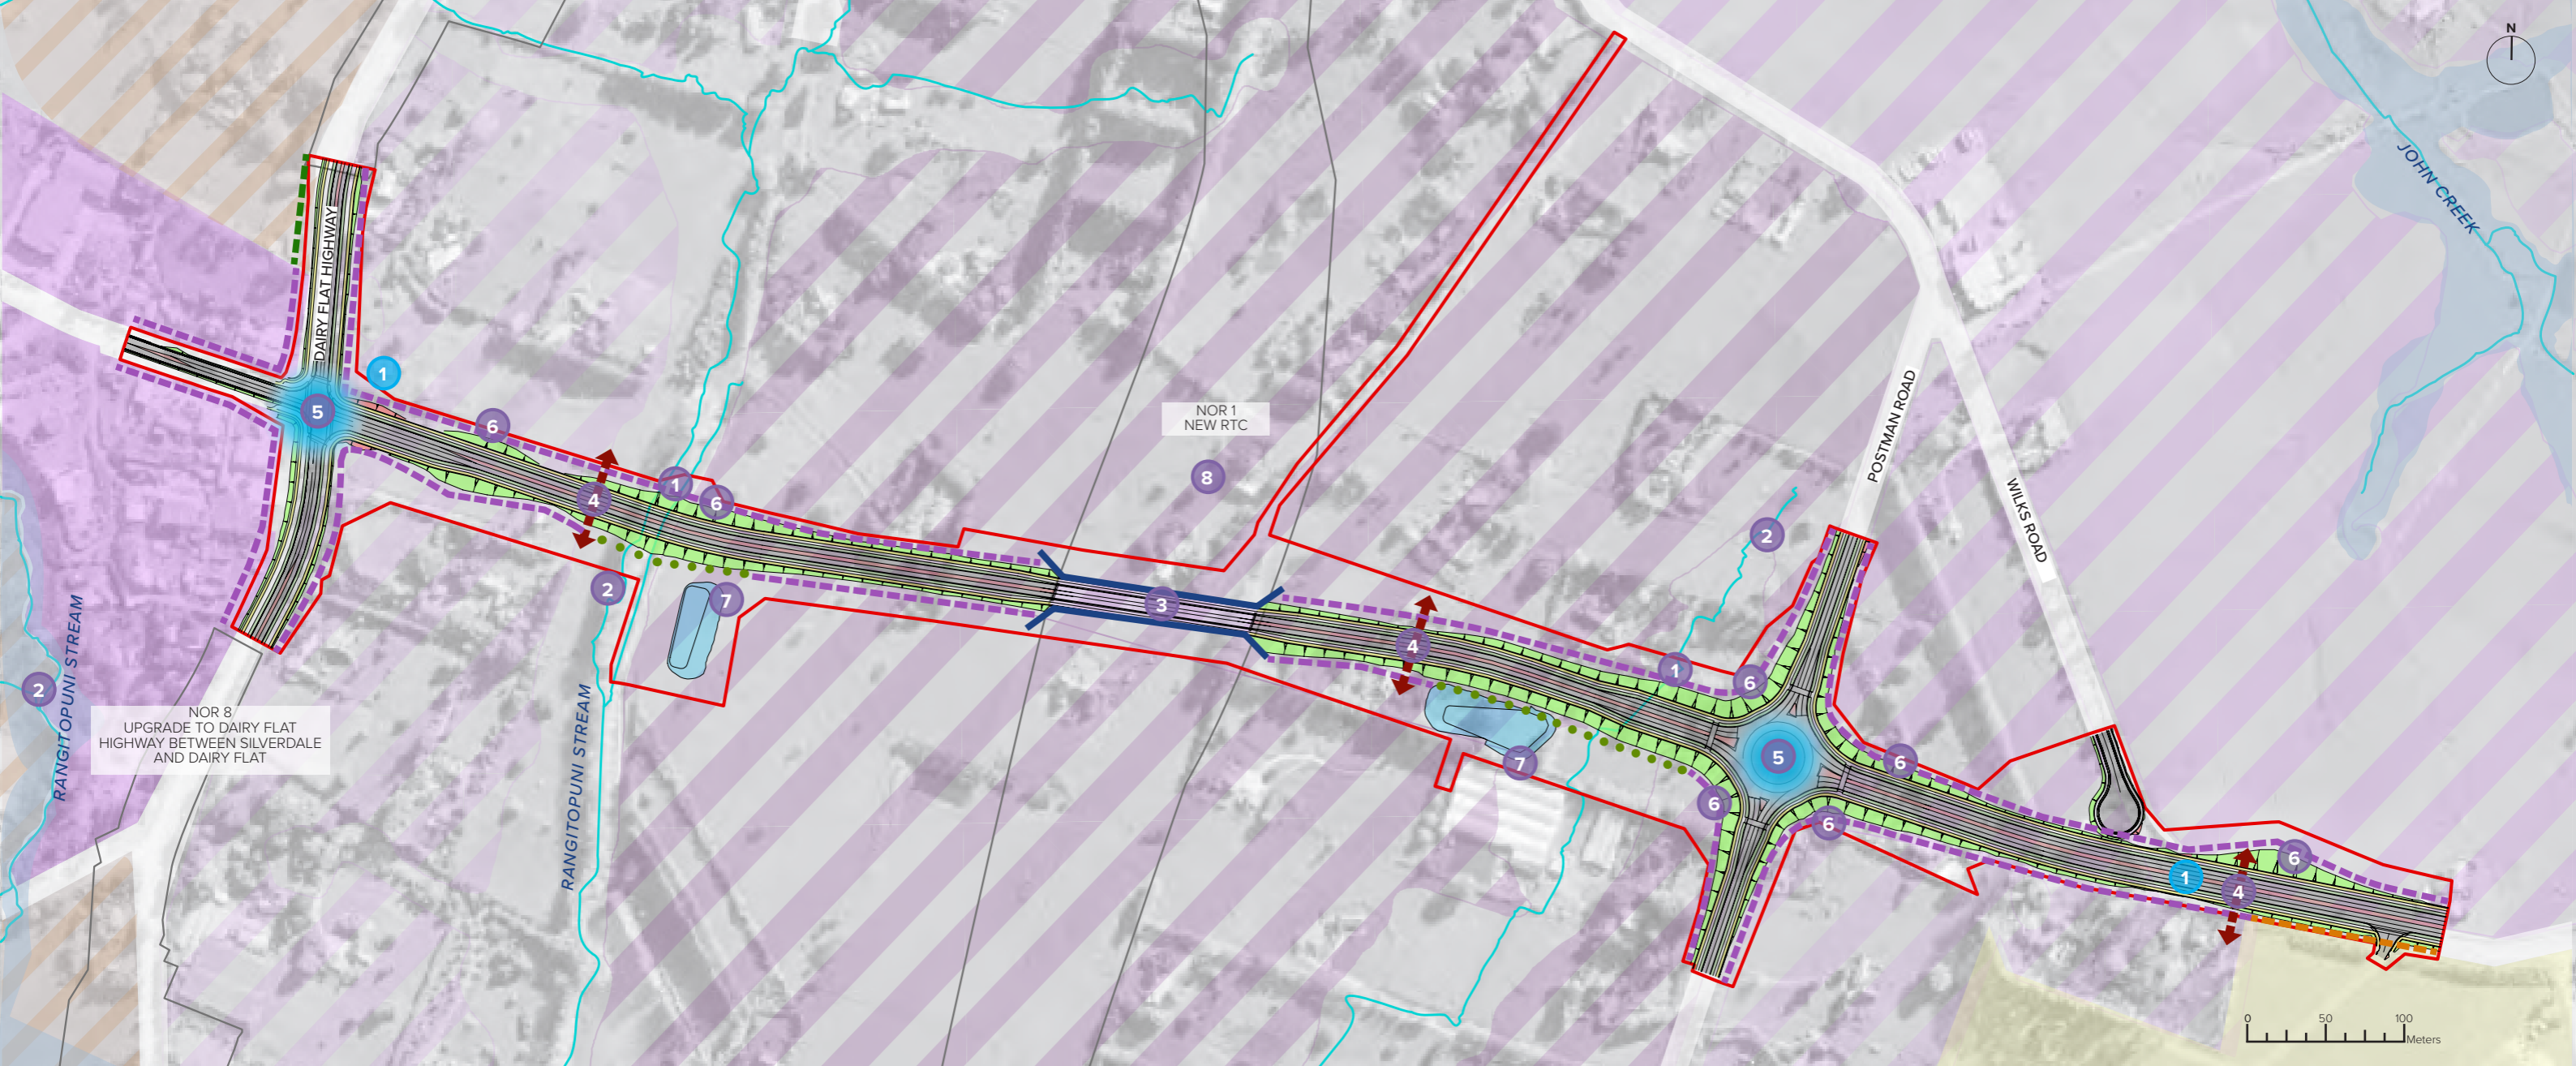 N
JOHN CREEK
DAIRY FLAT HIGHWAY
1
5
6
NOR 1
NEW RTC
POSTMAN ROAD
8
WILKS ROAD
4
1
6
2
2
7
3
4
1
6
RANGITOPUNI STREAM
2
NOR 8
UPGRADE TO DAIRY FLAT
HIGHWAY BETWEEN SILVERDALE
AND DAIRY FLAT
RANGITOPUNI STREAM
7
5
6
6
6
1
4
6
0 50 100
Meters